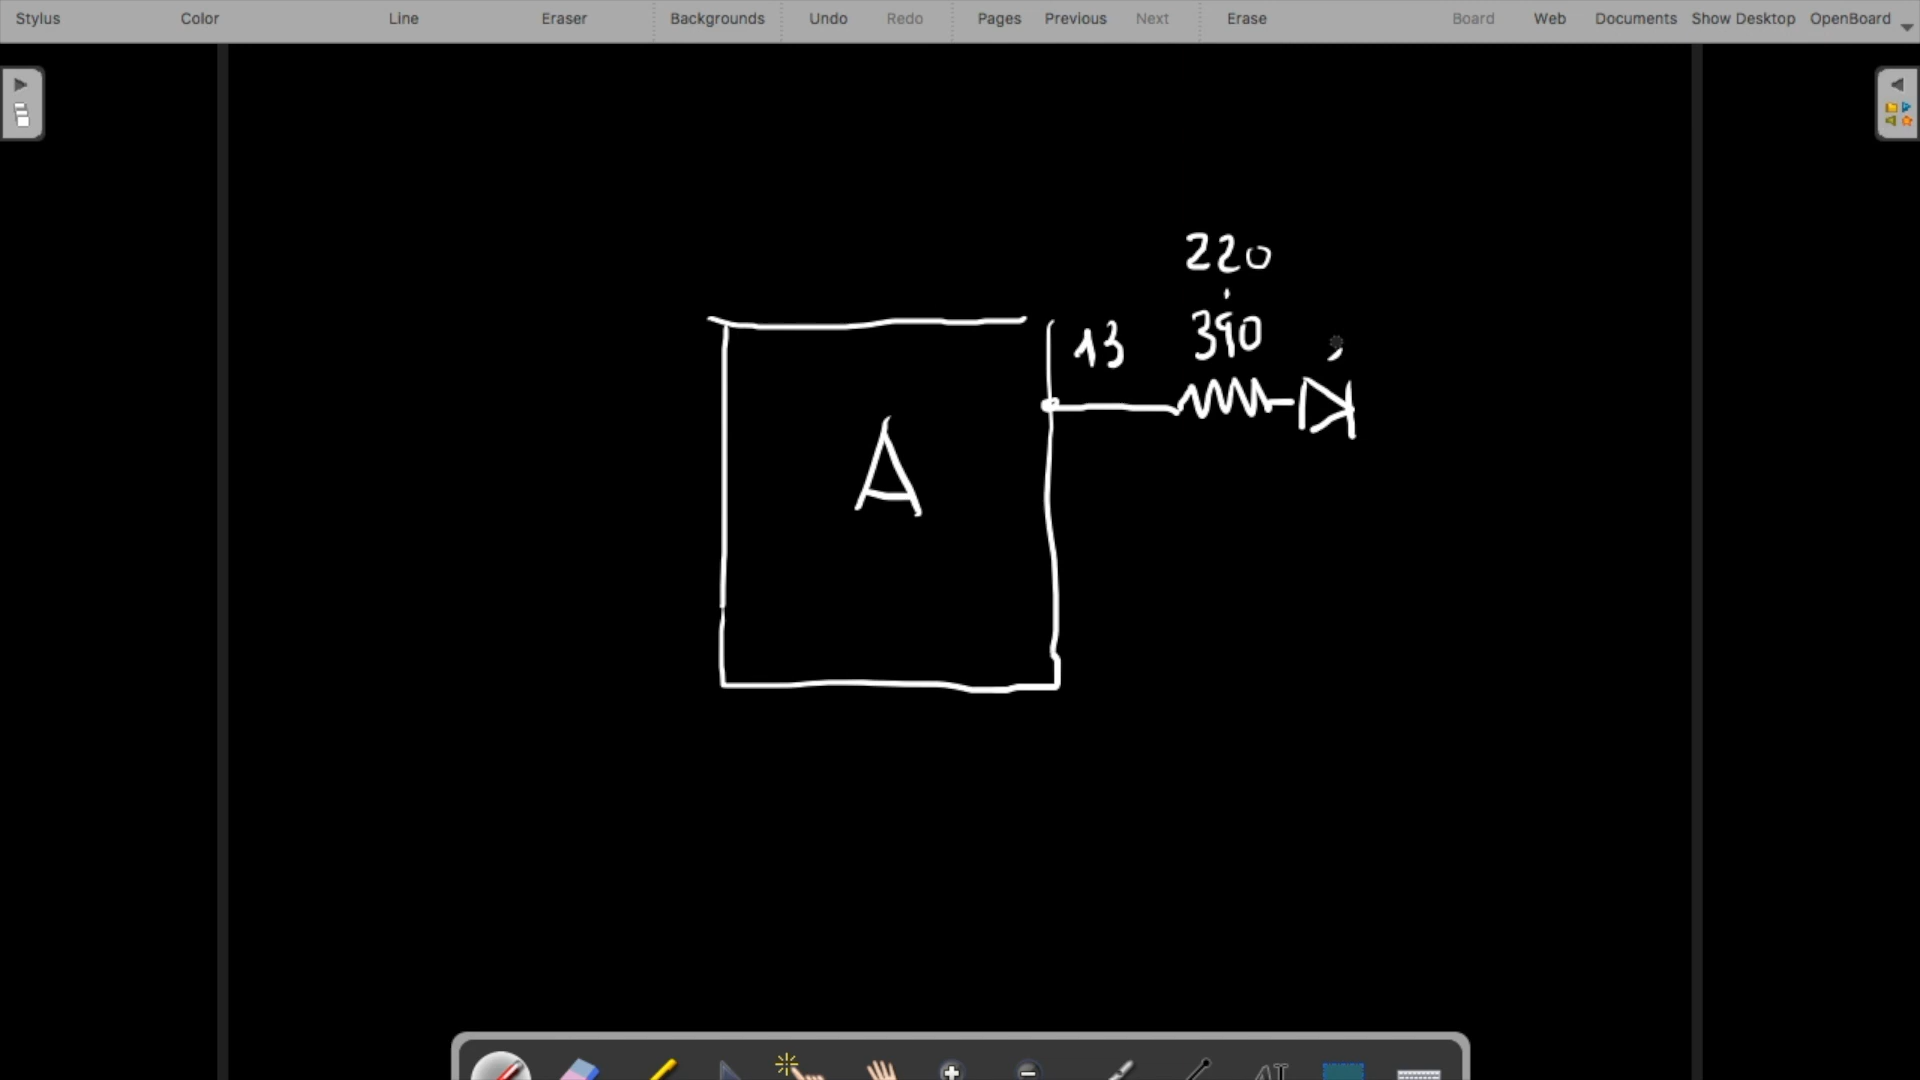 Stylus Color Line Eraser Backgrounds Undo Redo Pages Previous Next Erase Board Web Documents Show Desktop OpenBoard
220
390
13
A